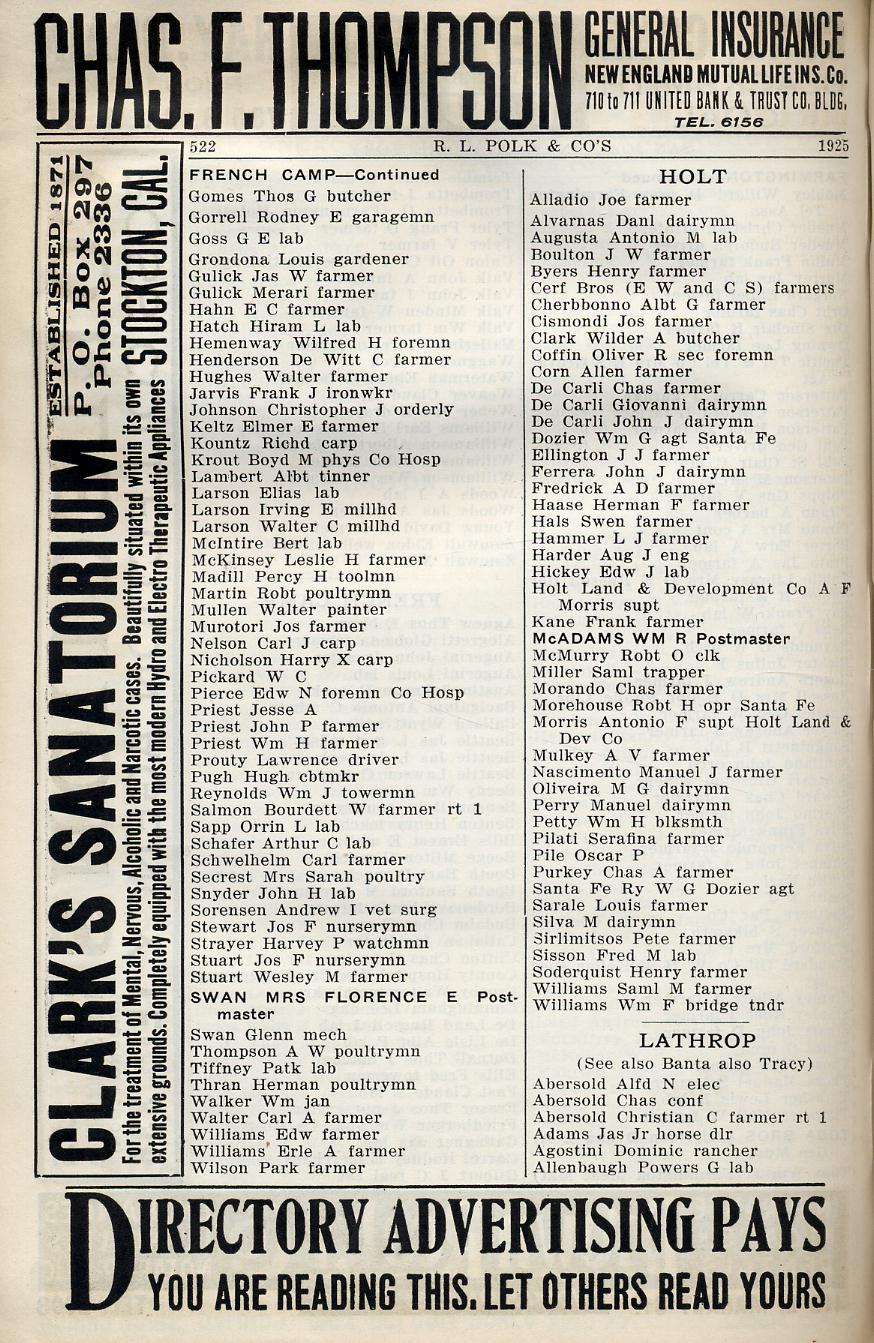 CHAS. F. THOMPSON
GENERAL INSURANCE
NEW ENGLAND MUTUAL LIFE INS. Co.
710 to 711 UNITED BANK & TRUST CO. BLDG.
TEL. 6156
522 R. L. POLK & CO'S 1925
CLARK'S SANATORIUM
ESTABLISHED 1871
P. O. Box 297
Phone 2336
STOCKTON, CAL.
For the treatment of Mental, Nervous, Alcoholic and Narcotic cases. Beautifully situated within its own
extensive grounds. Completely equipped with the most modern Hydro and Electro Therapeutic Appliances
FRENCH CAMP—Continued
Gomes Thos G butcher
Gorrell Rodney E garagemn
Goss G E lab
Grondona Louis gardener
Gulick Jas W farmer
Gulick Merari farmer
Hahn E C farmer
Hatch Hiram L lab
Hemenway Wilfred H foremn
Henderson De Witt C farmer
Hughes Walter farmer
Jarvis Frank J ironwkr
Johnson Christopher J orderly
Keltz Elmer E farmer
Kountz Richd carp
Krout Boyd M phys Co Hosp
Lambert Albt tinner
Larson Elias lab
Larson Irving E millhd
Larson Walter C millhd
McIntire Bert lab
McKinsey Leslie H farmer
Madill Percy H toolmn
Martin Robt poultrymn
Mullen Walter painter
Murotori Jos farmer
Nelson Carl J carp
Nicholson Harry X carp
Pickard W C
Pierce Edw N foremn Co Hosp
Priest Jesse A
Priest John P farmer
Priest Wm H farmer
Prouty Lawrence driver
Pugh Hugh cbtmkr
Reynolds Wm J towermn
Salmon Bourdett W farmer rt 1
Sapp Orrin L lab
Schafer Arthur C lab
Schwelhelm Carl farmer
Secrest Mrs Sarah poultry
Snyder John H lab
Sorensen Andrew I vet surg
Stewart Jos F nurserymn
Strayer Harvey P watchmn
Stuart Jos F nurserymn
Stuart Wesley M farmer
SWAN MRS FLORENCE E Post-
master
Swan Glenn mech
Thompson A W poultrymn
Tiffney Patk lab
Thran Herman poultrymn
Walker Wm jan
Walter Carl A farmer
Williams Edw farmer
Williams Erle A farmer
Wilson Park farmer
HOLT
Alladio Joe farmer
Alvarnas Danl dairymn
Augusta Antonio M lab
Boulton J W farmer
Byers Henry farmer
Cerf Bros (E W and C S) farmers
Cherbbonno Albt G farmer
Cismondi Jos farmer
Clark Wilder A butcher
Coffin Oliver R sec foremn
Corn Allen farmer
De Carli Chas farmer
De Carli Giovanni dairymn
De Carli John J dairymn
Dozier Wm G agt Santa Fe
Ellington J J farmer
Ferrera John J dairymn
Fredrick A D farmer
Haase Herman F farmer
Hals Swen farmer
Hammer L J farmer
Harder Aug J eng
Hickey Edw J lab
Holt Land & Development Co A F
Morris supt
Kane Frank farmer
McADAMS WM R Postmaster
McMurry Robt O clk
Miller Saml trapper
Morando Chas farmer
Morehouse Robt H opr Santa Fe
Morris Antonio F supt Holt Land &
Dev Co
Mulkey A V farmer
Nascimento Manuel J farmer
Oliveira M G dairymn
Perry Manuel dairymn
Petty Wm H blksmth
Pilati Serafina farmer
Pile Oscar P
Purkey Chas A farmer
Santa Fe Ry W G Dozier agt
Sarale Louis farmer
Silva M dairymn
Sirlimitsos Pete farmer
Sisson Fred M lab
Soderquist Henry farmer
Williams Saml M farmer
Williams Wm F bridge tndr
LATHROP
(See also Banta also Tracy)
Abersold Alfd N elec
Abersold Chas conf
Abersold Christian C farmer rt 1
Adams Jas Jr horse dlr
Agostini Dominic rancher
Allenbaugh Powers G lab
DIRECTORY ADVERTISING PAYS
YOU ARE READING THIS. LET OTHERS READ YOURS